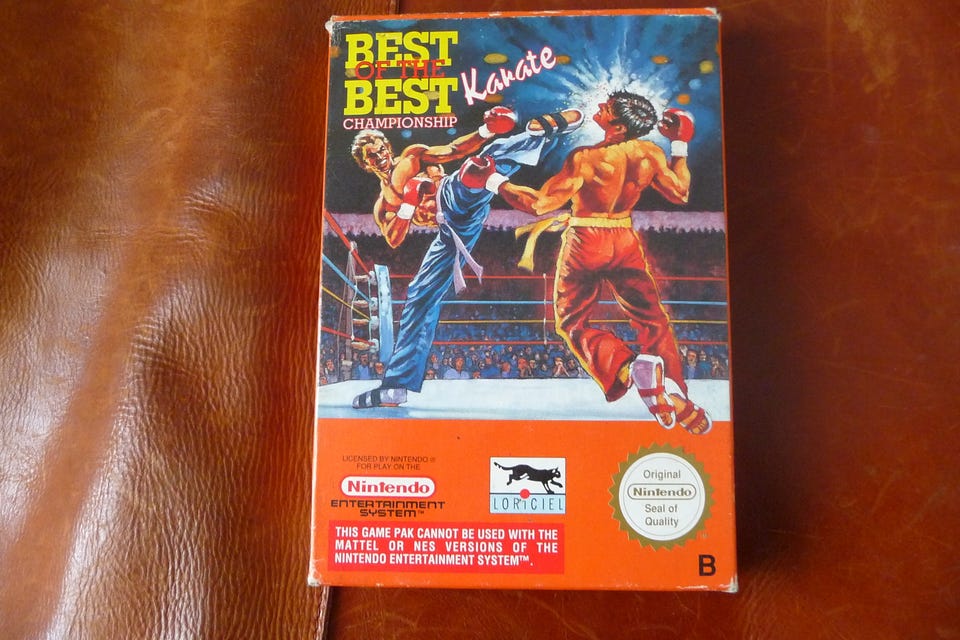 BEST
OF THE
BEST
CHAMPIONSHIP
Karate
LICENSED BY NINTENDO ®
FOR PLAY ON THE
Nintendo
ENTERTAINMENT
SYSTEM™
LORICIEL
THIS GAME PAK CANNOT BE USED WITH THE
MATTEL OR NES VERSIONS OF THE
NINTENDO ENTERTAINMENT SYSTEM™.
Original
Nintendo
Seal of
Quality
TM
B